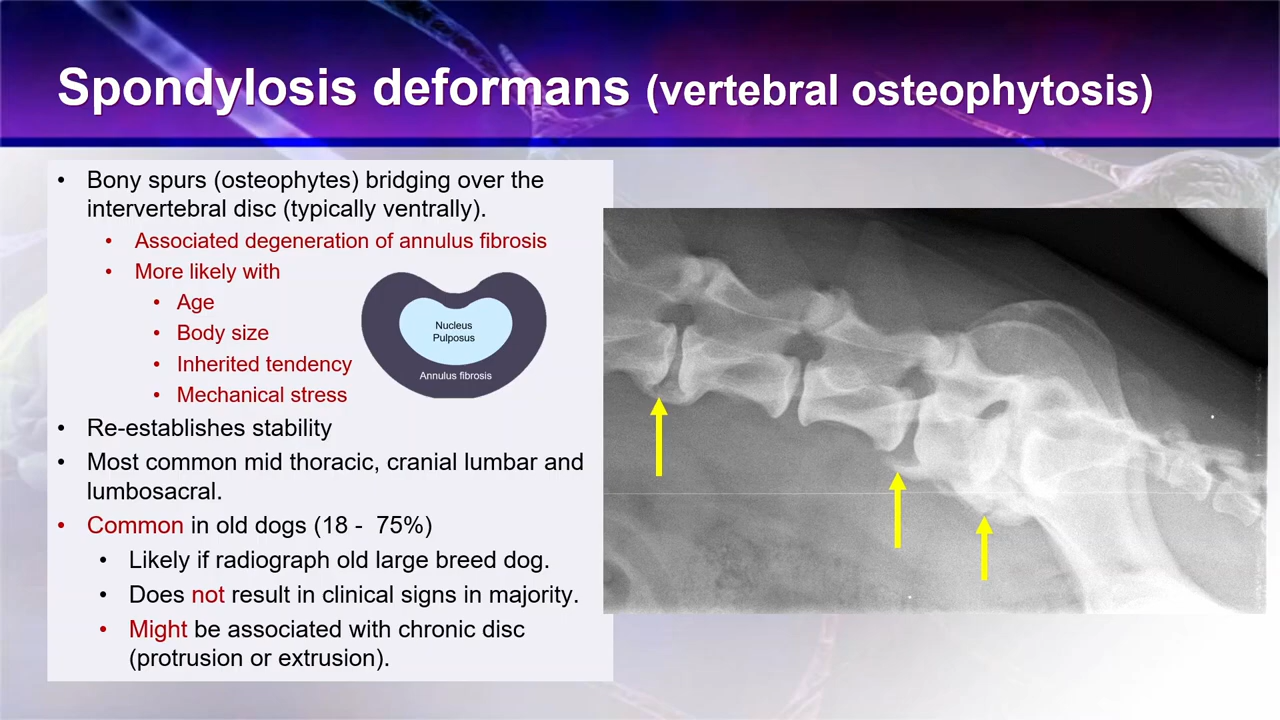 Spondylosis deformans (vertebral osteophytosis)
• Bony spurs (osteophytes) bridging over the
intervertebral disc (typically ventrally).
• Associated degeneration of annulus fibrosis
• More likely with
• Age
• Body size
• Inherited tendency
• Mechanical stress
Nucleus
Pulposus
Annulus fibrosis
• Re-establishes stability
• Most common mid thoracic, cranial lumbar and
lumbosacral.
• Common in old dogs (18 - 75%)
• Likely if radiograph old large breed dog.
• Does not result in clinical signs in majority.
• Might be associated with chronic disc
(protrusion or extrusion).